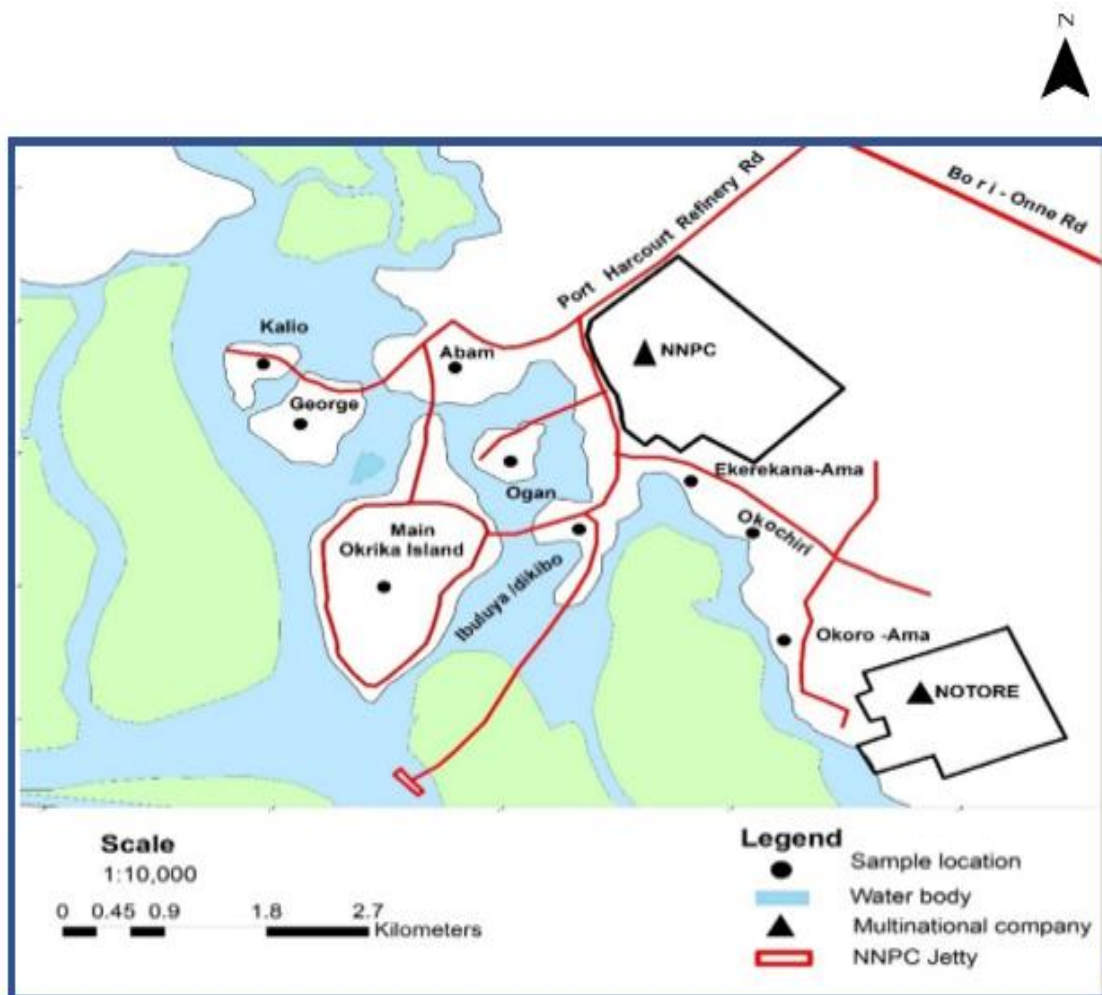 N
Bo r i - Onne Rd
Port Harcourt Refinery Rd
Kalio
Abam
NNPC
George
Ekerekana-Ama
Ogan
Okochiri
Main
Okrika Island
Ibuluya /dikibo
Okoro -Ama
NOTORE
Scale
1:10,000
0 0.45 0.9 1.8 2.7
Kilometers
Legend
Sample location
Water body
Multinational company
NNPC Jetty